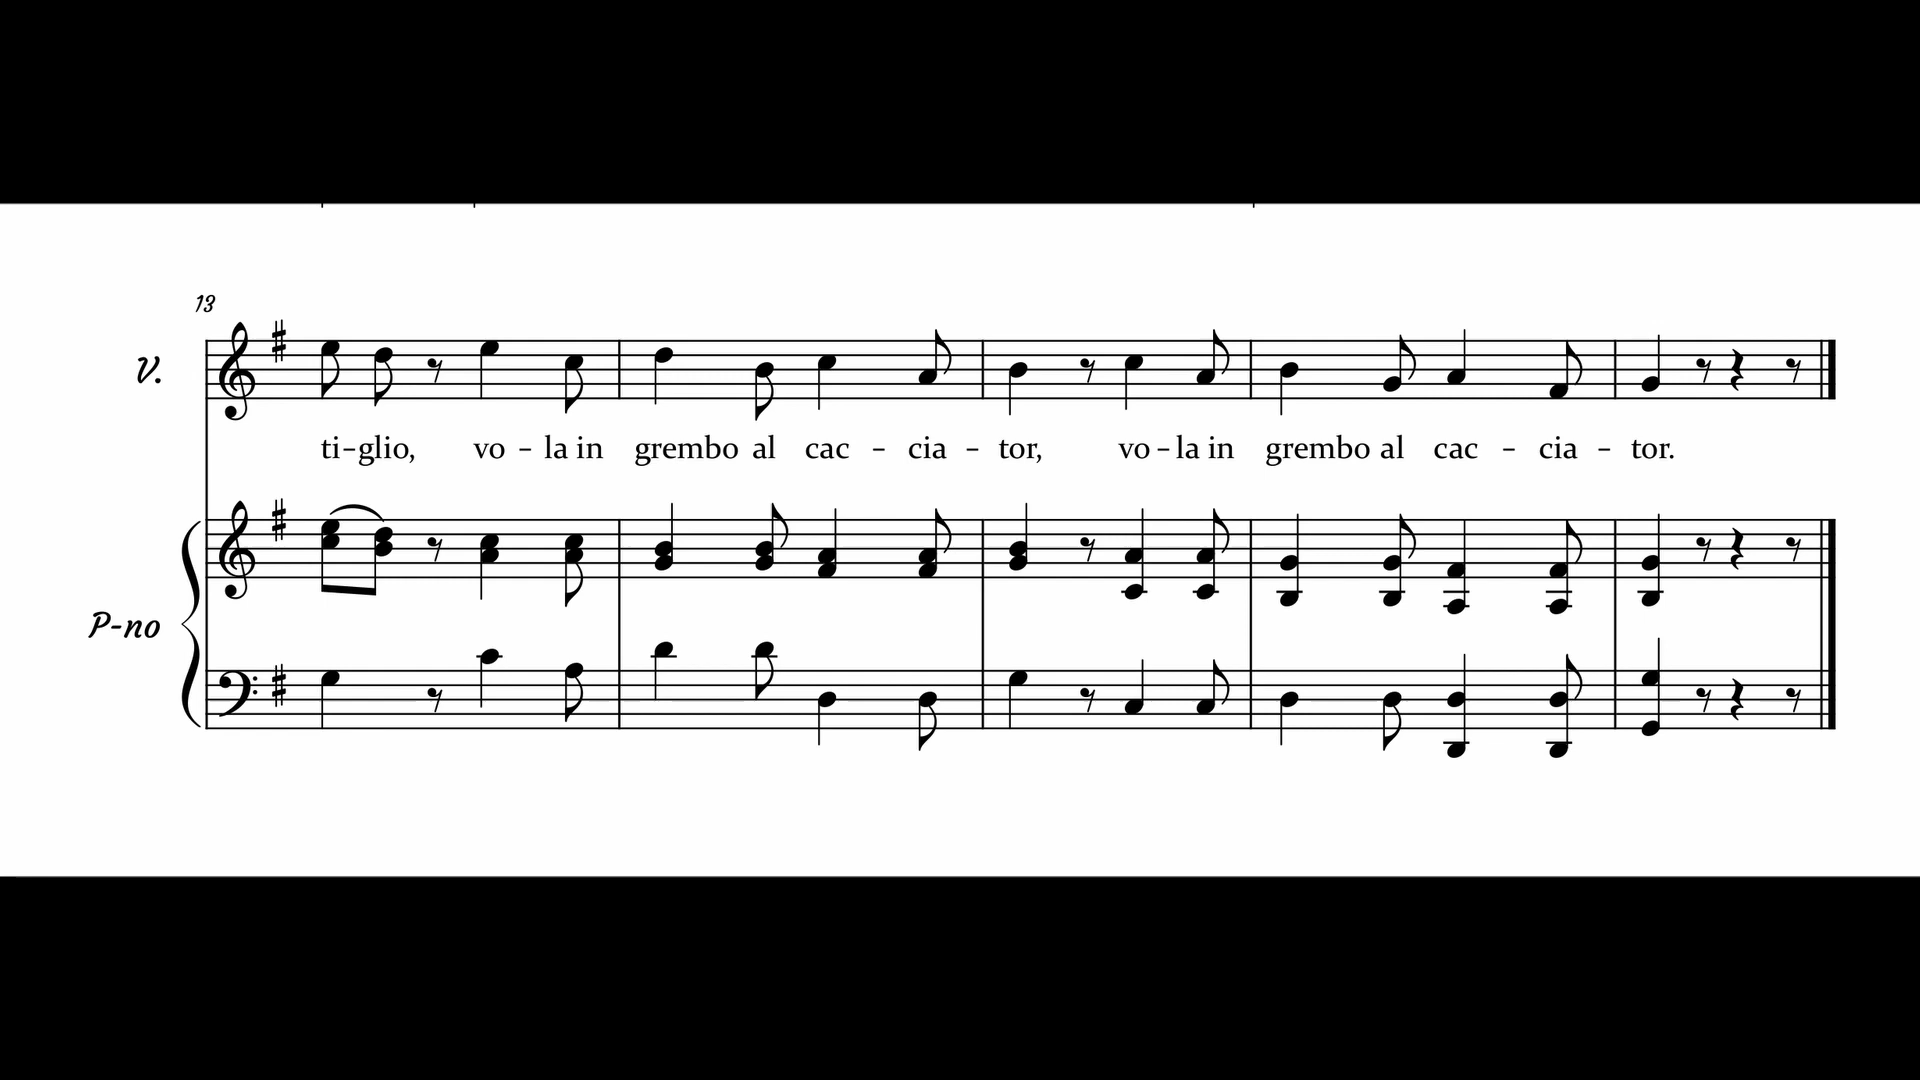 13
V.
ti-glio, vo - la in grembo al cac - cia - tor, vo - la in grembo al cac - cia - tor.
P-no